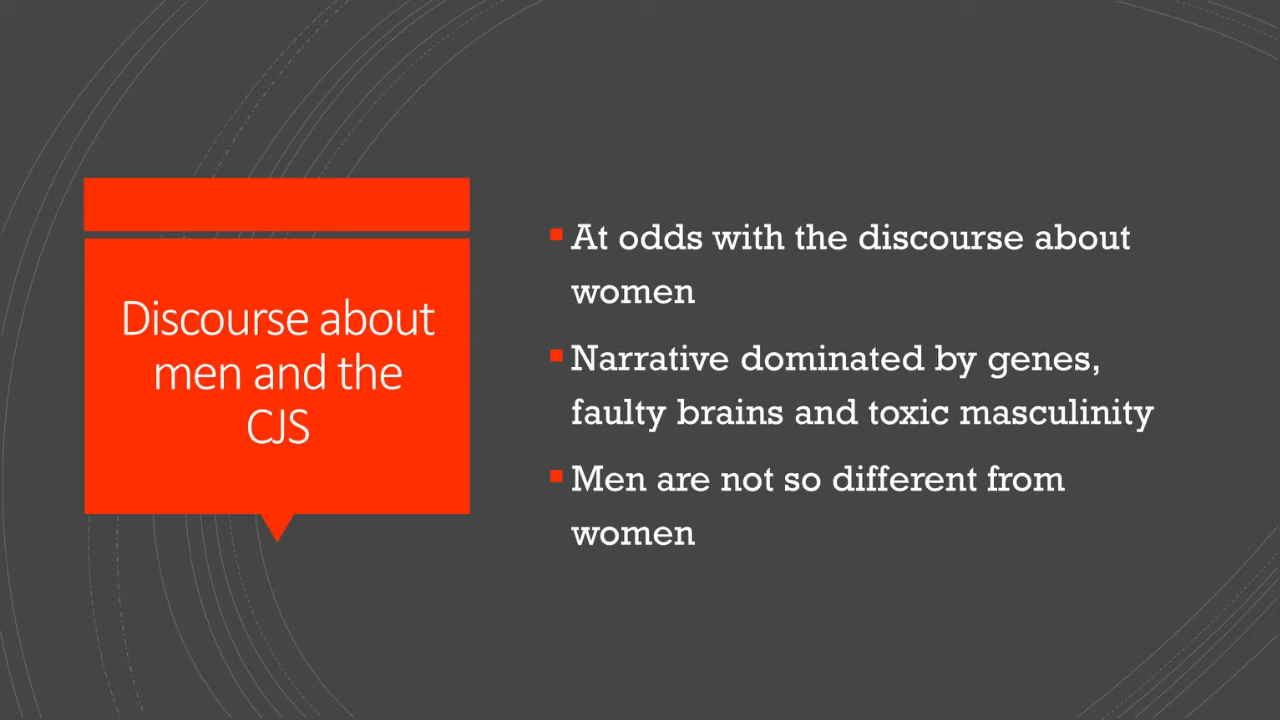 Discourse about
men and the
CJS
At odds with the discourse about
women
Narrative dominated by genes,
faulty brains and toxic masculinity
Men are not so different from
women